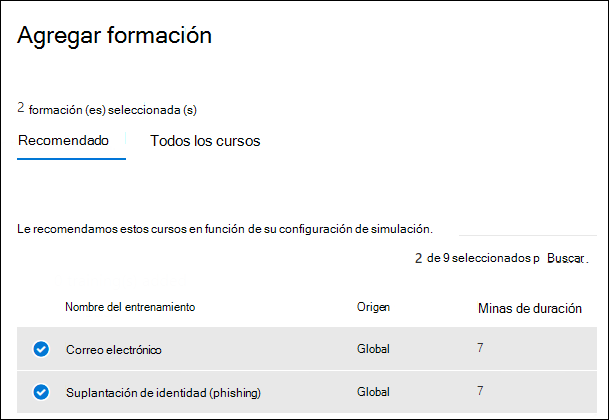 Agregar formación
2 formación (es) seleccionada (s)
Recomendado Todos los cursos
Le recomendamos estos cursos en función de su configuración de simulación.
2 de 9 seleccionados p Buscar.
Nombre del entrenamiento Origen Minas de duración
Correo electrónico Global 7
Suplantación de identidad (phishing) Global 7